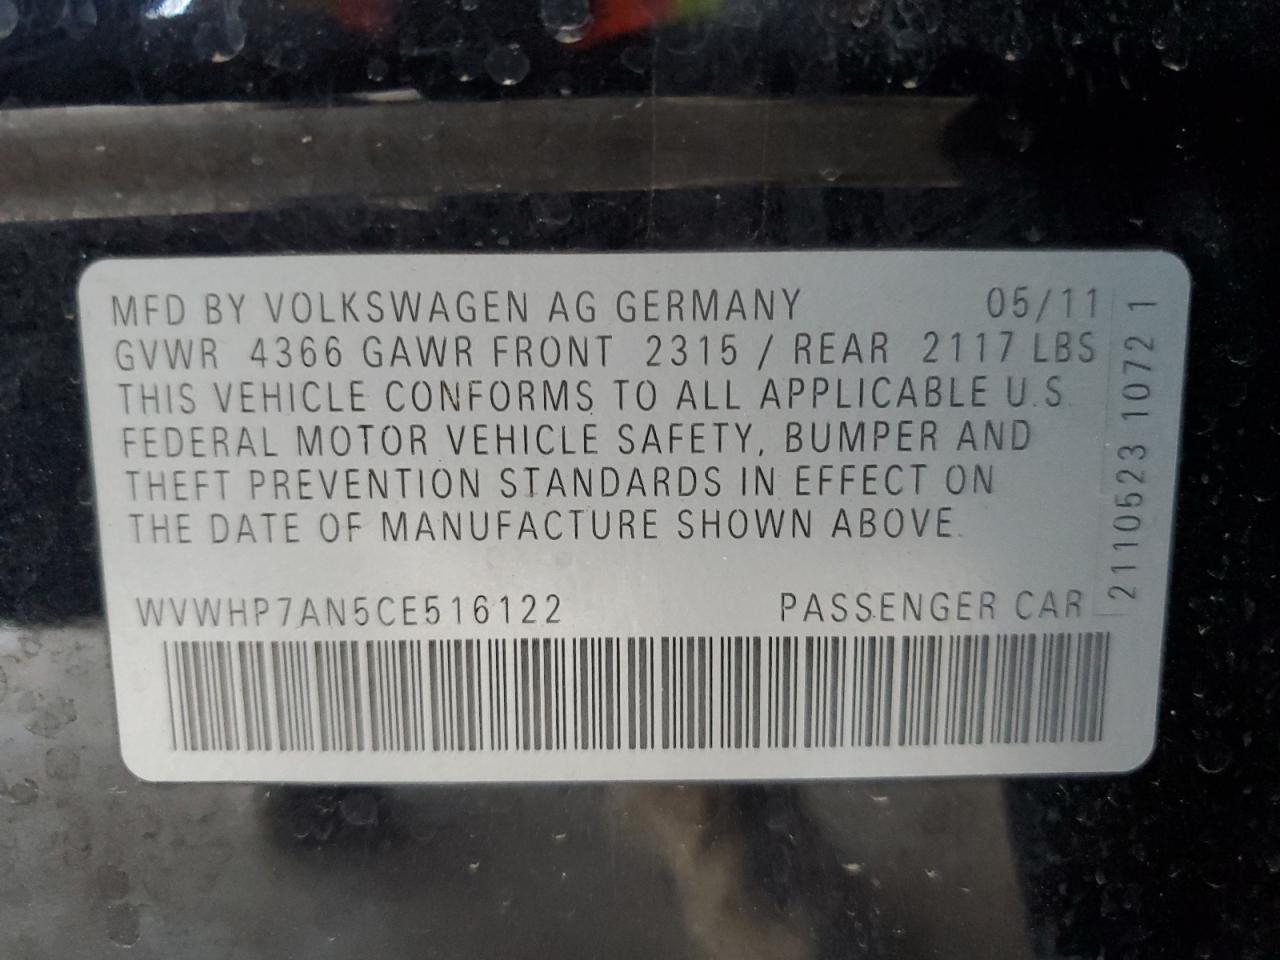 MFD BY VOLKSWAGEN AG GERMANY 05/11
GVWR 4366 GAWR FRONT 2315 / REAR 2117 LBS
THIS VEHICLE CONFORMS TO ALL APPLICABLE U.S.
FEDERAL MOTOR VEHICLE SAFETY, BUMPER AND
THEFT PREVENTION STANDARDS IN EFFECT ON
THE DATE OF MANUFACTURE SHOWN ABOVE.
WVWHP7AN5CE516122 PASSENGER CAR
2110523 1072 1